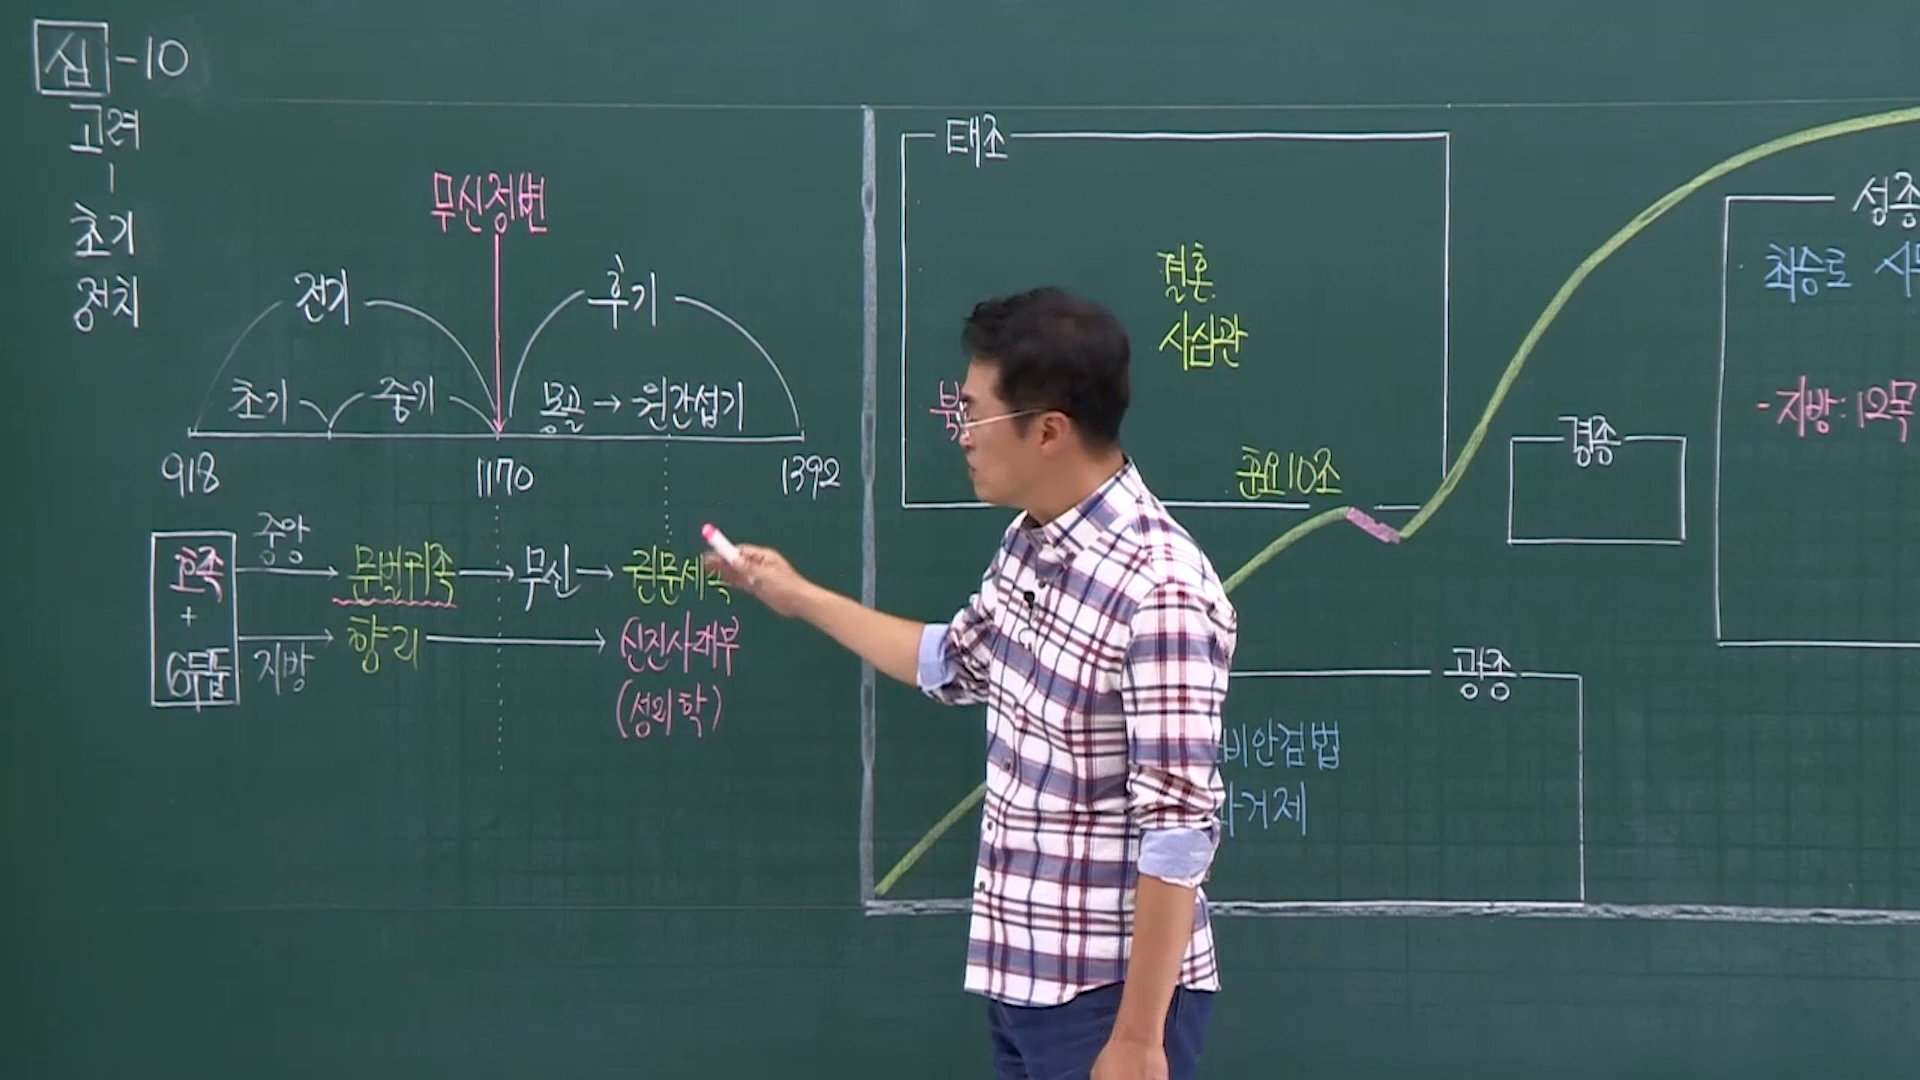 심-10
고려
초기
정치
무신정변
전기
후기
초기
중기
몽골 → 원간섭기
918
1170
1392
호족
+
6두품
중앙
지방
문벌귀족 → 무신 → 권문세족
향리
신진사대부
(성리학)
태조
결혼
사심관
북
훈요10조
광종
비안검법
과거제
경종
성종
최승로 시무
- 지방: 12목